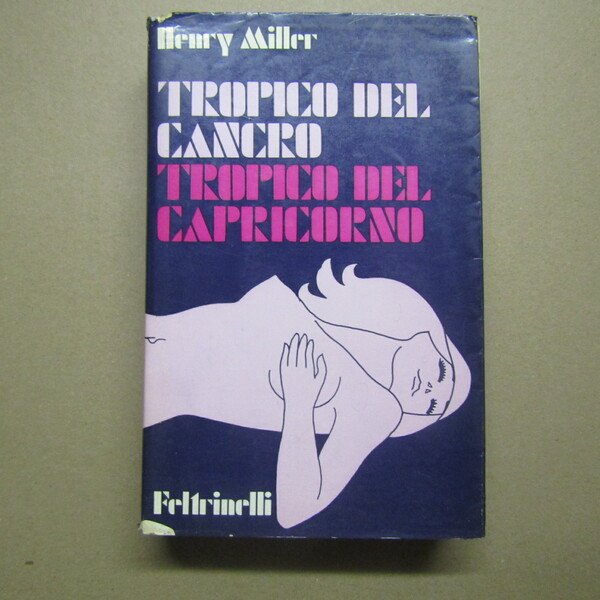 Henry Miller
TROPICO DEL
CANCRO
TROPICO DEL
CAPRICORNO
Feltrinelli